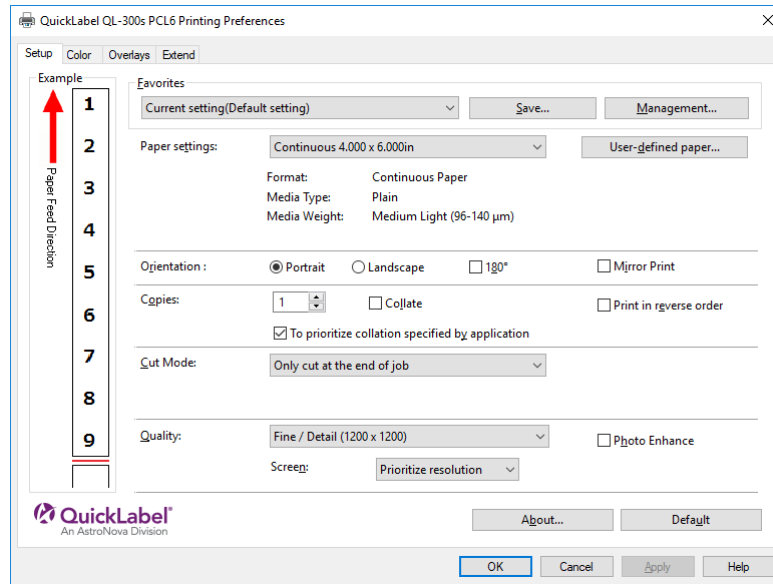 QuickLabel QL-300s PCL6 Printing Preferences
Setup Color Overlays Extend
Example
Paper Feed Direction
1
2
3
4
5
6
7
8
9
Favorites
Current setting(Default setting) Save... Management...
Paper settings: Continuous 4.000 x 6.000in User-defined paper...
Format: Continuous Paper
Media Type: Plain
Media Weight: Medium Light (96-140 µm)
Orientation : Portrait Landscape 180° Mirror Print
Copies: 1 Collate Print in reverse order
To prioritize collation specified by application
Cut Mode: Only cut at the end of job
Quality: Fine / Detail (1200 x 1200) Photo Enhance
Screen: Prioritize resolution
QuickLabel®
An AstroNova Division
About... Default
OK Cancel Apply Help